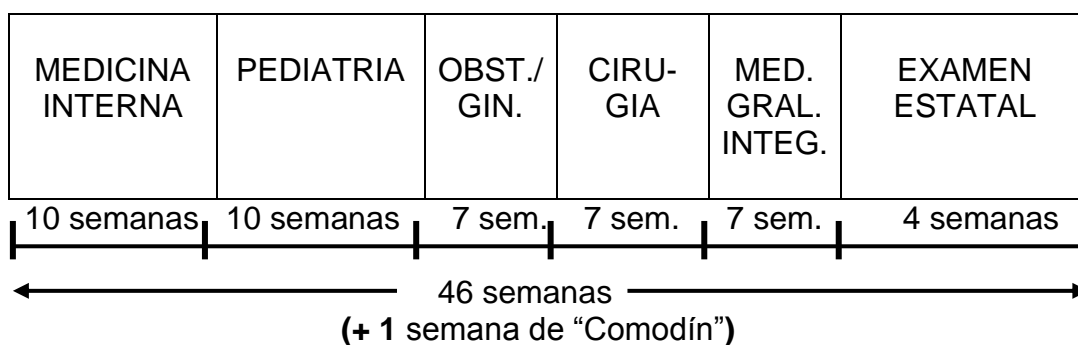 MEDICINA
INTERNA
PEDIATRIA
OBST./
GIN.
CIRU-
GIA
MED.
GRAL.
INTEG.
EXAMEN
ESTATAL
10 semanas
10 semanas
7 sem.
7 sem.
7 sem.
4 semanas
46 semanas
(+ 1 semana de “Comodín”)